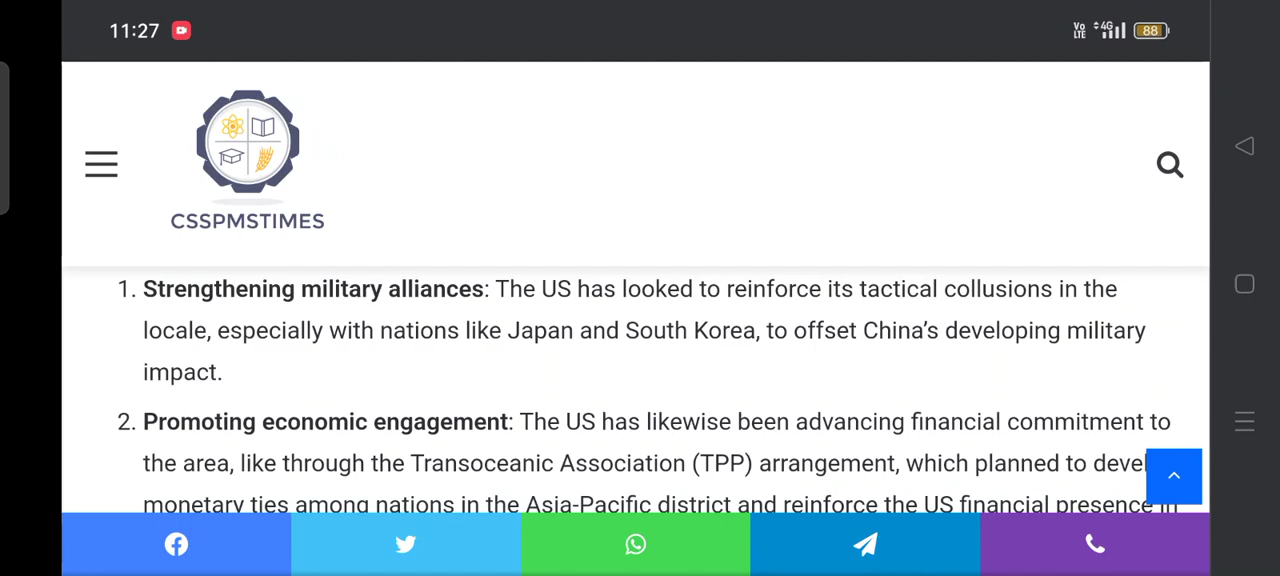 11:27
Vo LTE 4G 88
CSSPMSTIMES
1. Strengthening military alliances: The US has looked to reinforce its tactical collusions in the
locale, especially with nations like Japan and South Korea, to offset China’s developing military
impact.
2. Promoting economic engagement: The US has likewise been advancing financial commitment to
the area, like through the Transoceanic Association (TPP) arrangement, which planned to devel
monetary ties among nations in the Asia-Pacific district and reinforce the US financial presence in